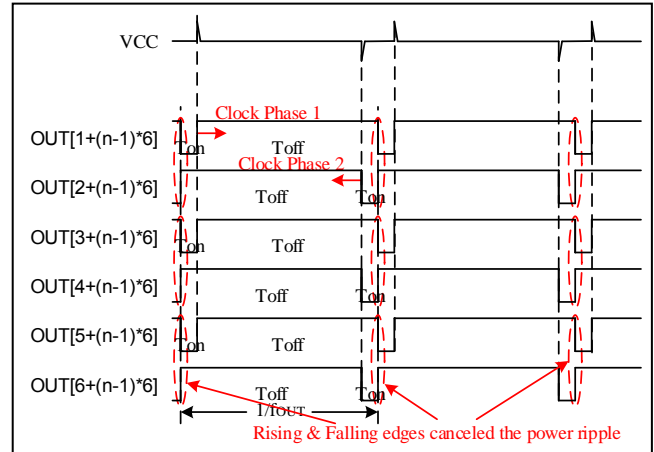 VCC
Clock Phase 1
OUT[1+(n-1)*6] Ton Toff
Clock Phase 2
OUT[2+(n-1)*6] Toff Ton
OUT[3+(n-1)*6] Ton Toff
OUT[4+(n-1)*6] Toff Ton
OUT[5+(n-1)*6] Ton Toff
OUT[6+(n-1)*6] Toff Ton
1/fOUT
Rising & Falling edges canceled the power ripple